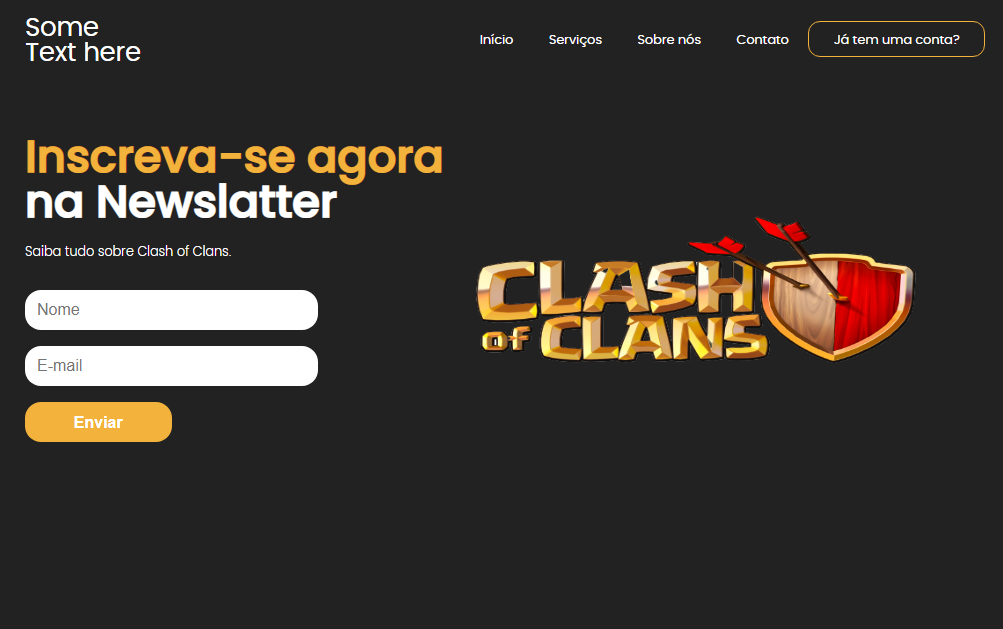 Some
Text here
Início
Serviços
Sobre nós
Contato
Já tem uma conta?
Inscreva-se agora
na Newslatter
Saiba tudo sobre Clash of Clans.
Nome
E-mail
Enviar
CLASH
OF CLANS